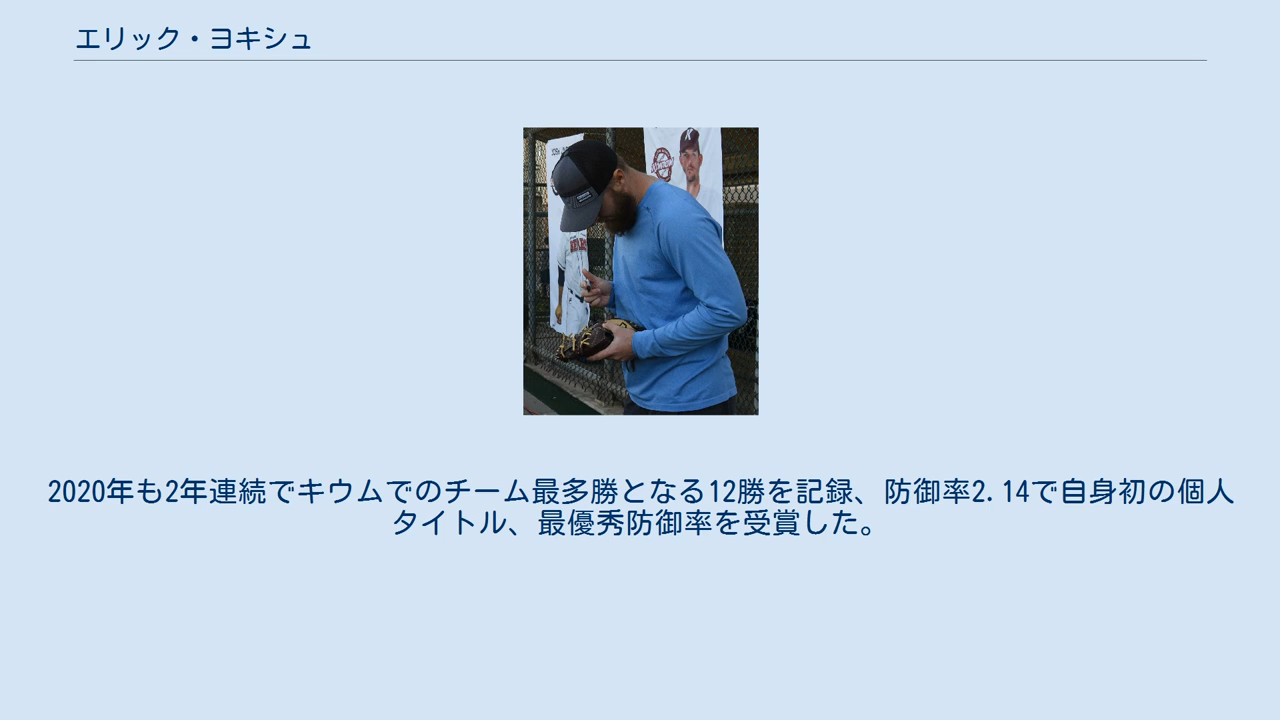 エリック・ヨキシュ
2020年も2年連続でキウムでのチーム最多勝となる12勝を記録、防御率2.14で自身初の個人
タイトル、最優秀防御率を受賞した。